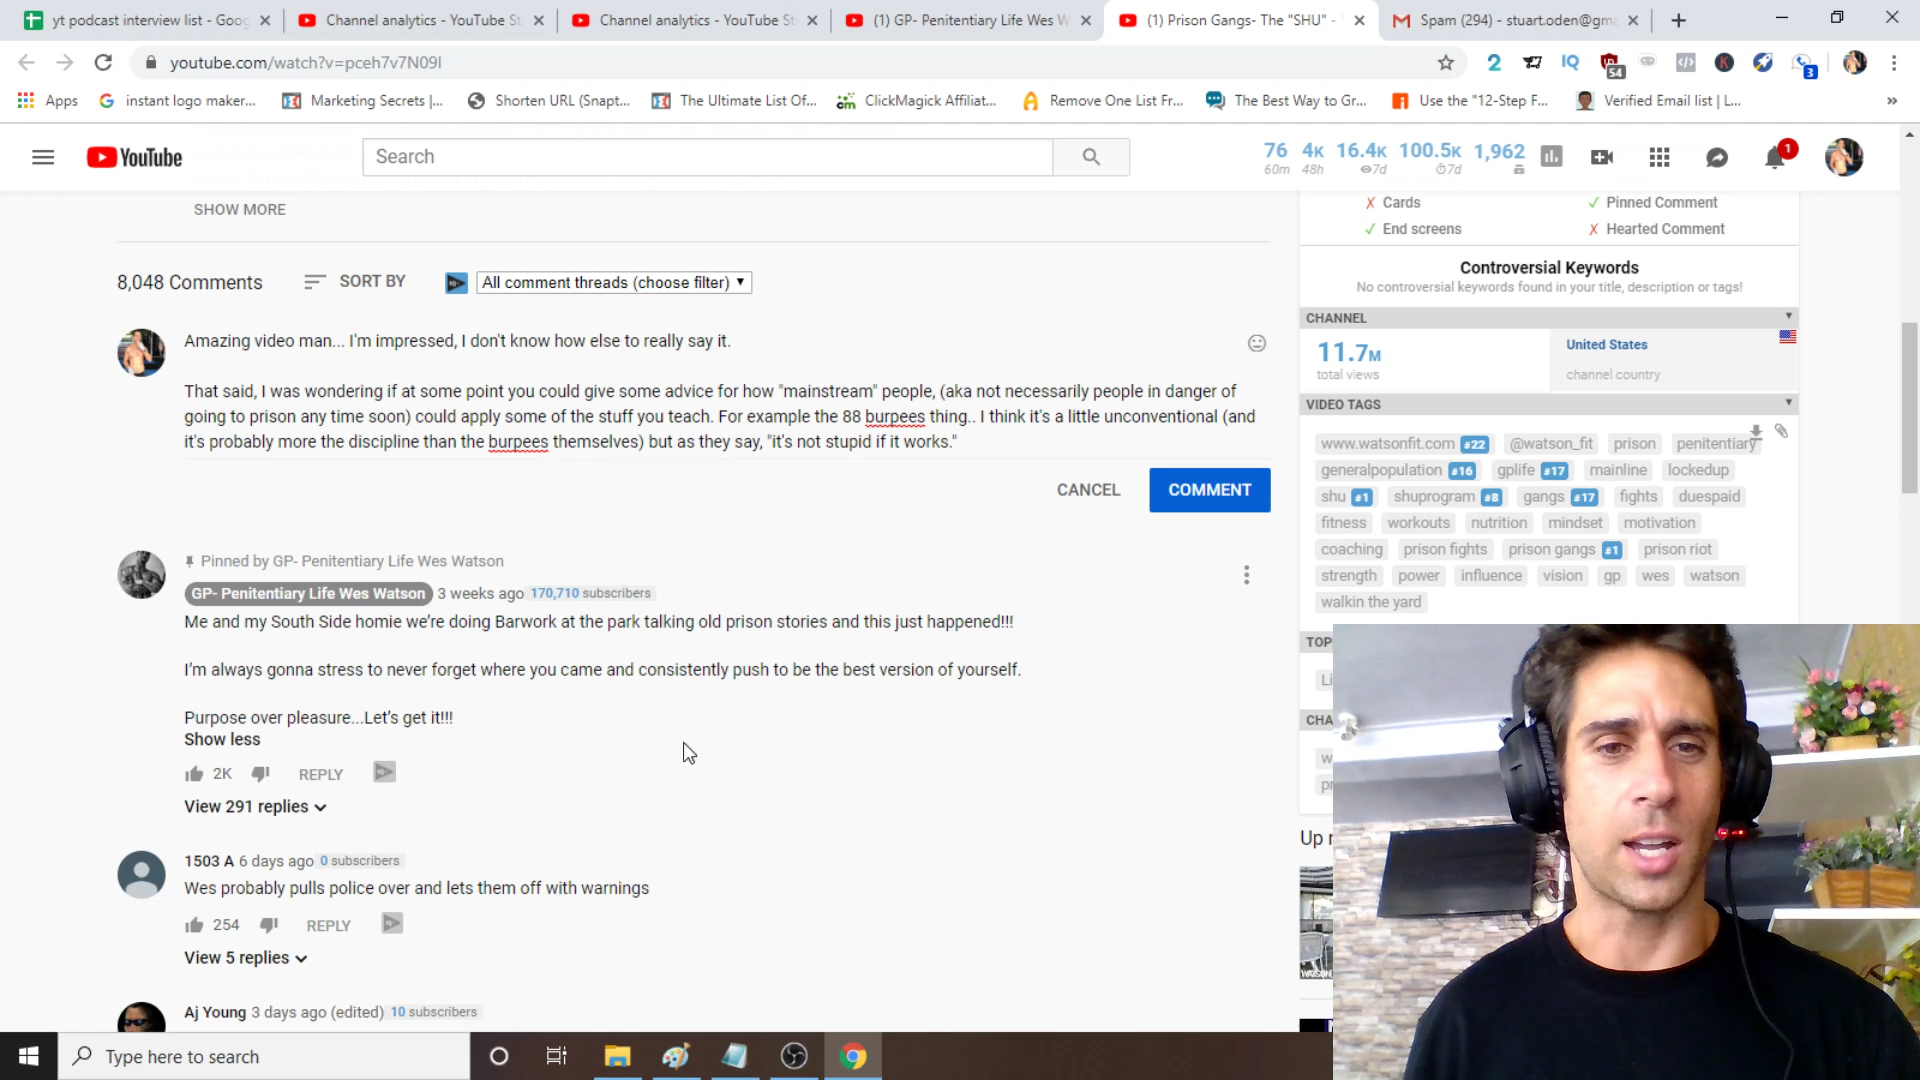 yt podcast interview list - Goog
Channel analytics - YouTube St
Channel analytics - YouTube St
(1) GP- Penitentiary Life Wes W
(1) Prison Gangs- The "SHU" -
Spam (294) - stuart.oden@gma
youtube.com/watch?v=pceh7v7N09I
2
IQ
54
K
3
Apps
instant logo maker...
Marketing Secrets |...
Shorten URL (Snapt...
The Ultimate List Of...
ClickMagick Affiliat...
Remove One List Fr...
The Best Way to Gr...
Use the "12-Step F...
Verified Email list | L...
YouTube
Search
76 4K 16.4K 100.5K 1,962
60m 48h 7d 7d
1
SHOW MORE
Cards
Pinned Comment
End screens
Hearted Comment
Controversial Keywords
No controversial keywords found in your title, description or tags!
8,048 Comments
SORT BY
All comment threads (choose filter)
Amazing video man... I'm impressed, I don't know how else to really say it.
That said, I was wondering if at some point you could give some advice for how "mainstream" people, (aka not necessarily people in danger of
going to prison any time soon) could apply some of the stuff you teach. For example the 88 burpees thing.. I think it's a little unconventional (and
it's probably more the discipline than the burpees themselves) but as they say, "it's not stupid if it works."
CANCEL
COMMENT
CHANNEL
11.7M
total views
United States
channel country
VIDEO TAGS
www.watsonfit.com #22 @watson_fit prison penitentiary
generalpopulation #16 gplife #17 mainline lockedup
shu #1 shuprogram #8 gangs #17 fights duespaid
fitness workouts nutrition mindset motivation
coaching prison fights prison gangs #1 prison riot
strength power influence vision gp wes watson
walkin the yard
TOP
Li
CHA
w
pr
Pinned by GP- Penitentiary Life Wes Watson
GP- Penitentiary Life Wes Watson 3 weeks ago 170,710 subscribers
Me and my South Side homie we're doing Barwork at the park talking old prison stories and this just happened!!!
I'm always gonna stress to never forget where you came and consistently push to be the best version of yourself.
Purpose over pleasure...Let's get it!!!
Show less
2K
REPLY
View 291 replies
Up n
1503 A 6 days ago 0 subscribers
Wes probably pulls police over and lets them off with warnings
254
REPLY
View 5 replies
Aj Young 3 days ago (edited) 10 subscribers
Type here to search